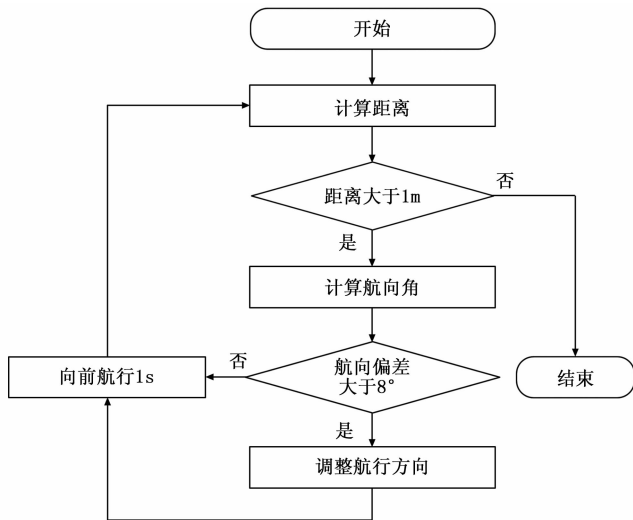 开始
计算距离
距离大于1m
否
是
计算航向角
航向偏差
大于8°
否
向前航行1s
结束
是
调整航行方向